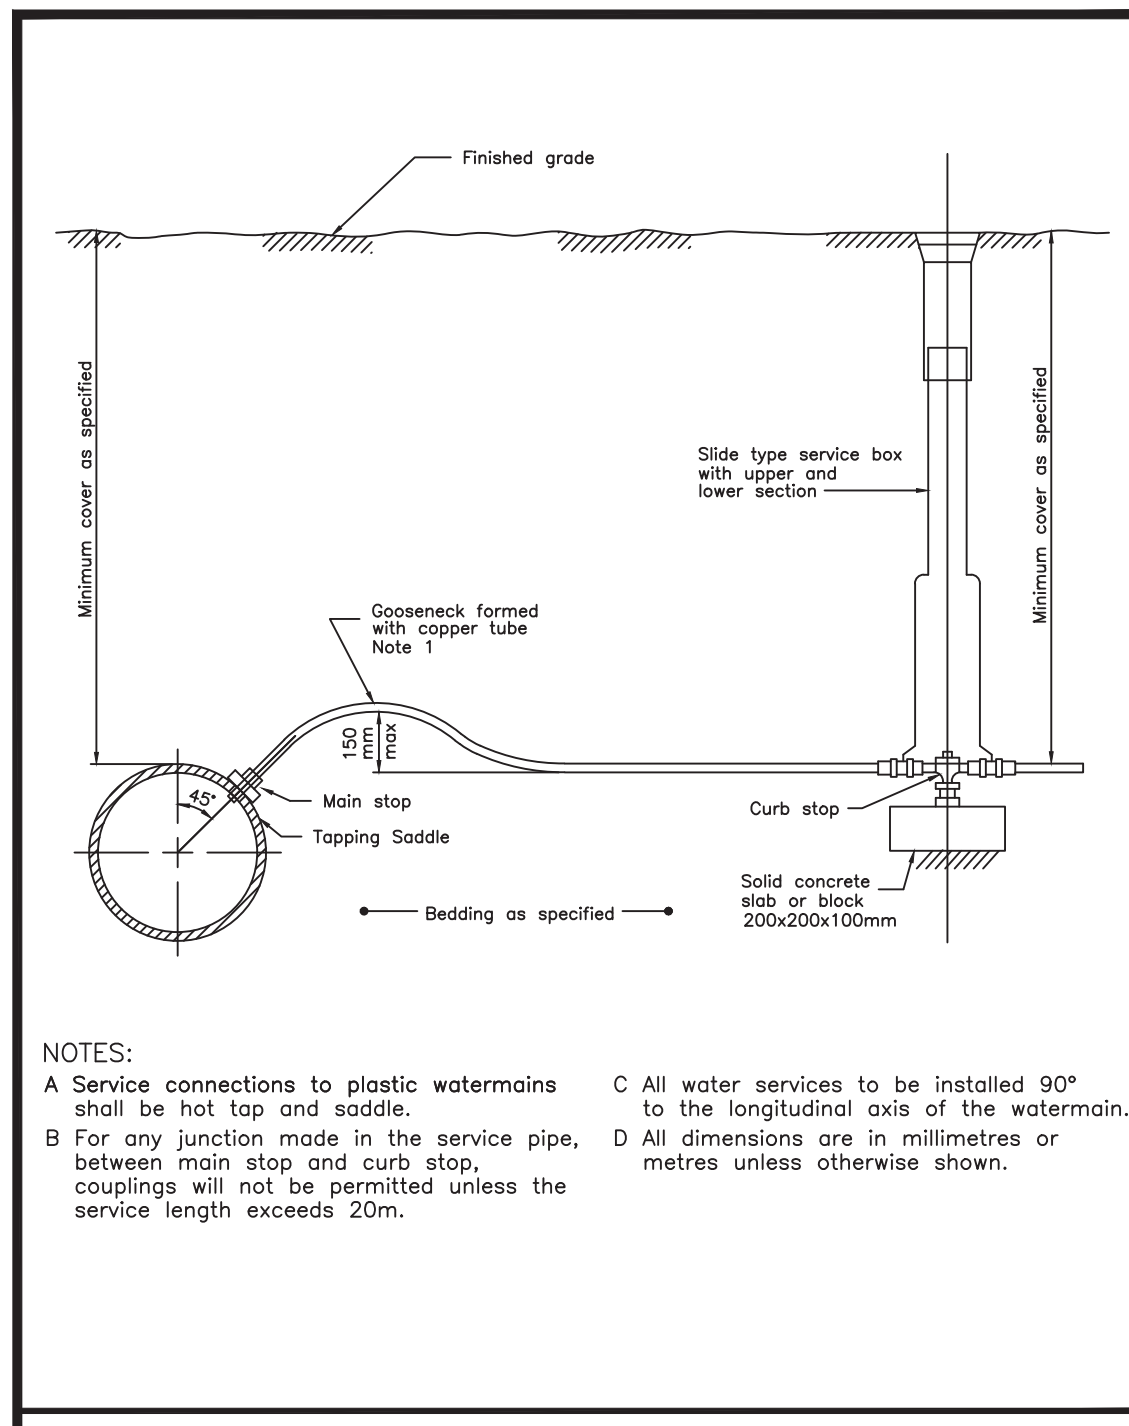 Finished grade
Minimum cover as specified
Slide type service box
with upper and
lower section
Minimum cover as specified
Gooseneck formed
with copper tube
Note 1
150
mm
max
45°
Main stop
Tapping Saddle
Curb stop
Solid concrete
slab or block
200x200x100mm
Bedding as specified
NOTES:
A Service connections to plastic watermains
shall be hot tap and saddle.
B For any junction made in the service pipe,
between main stop and curb stop,
couplings will not be permitted unless the
service length exceeds 20m.
C All water services to be installed 90°
to the longitudinal axis of the watermain.
D All dimensions are in millimetres or
metres unless otherwise shown.